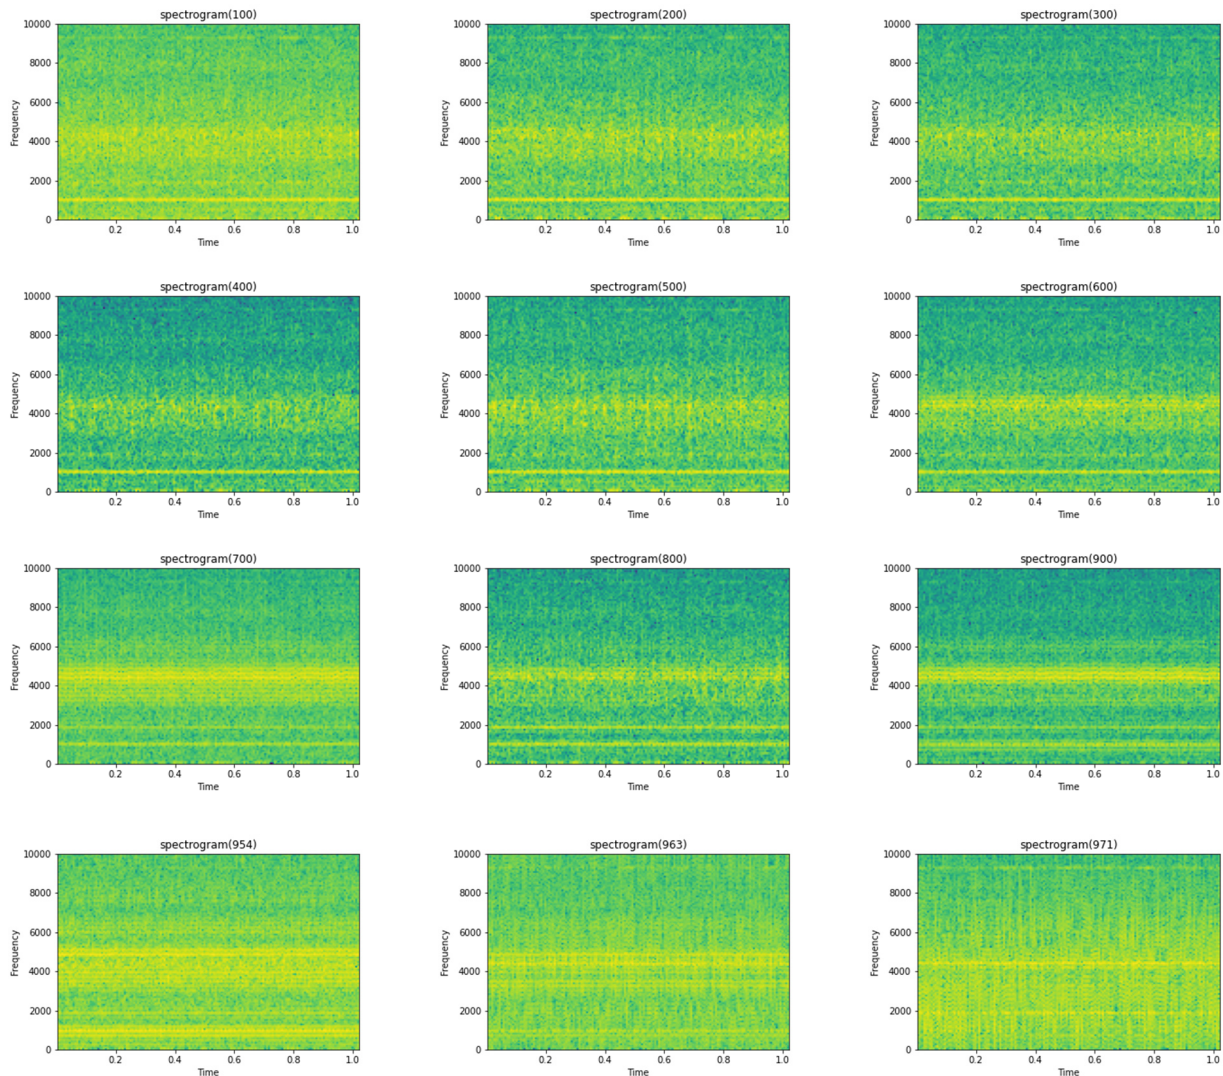 spectrogram(100) spectrogram(200) spectrogram(300)
10000 10000 10000
8000 8000 8000
6000 6000 6000
Frequency Frequency Frequency
4000 4000 4000
2000 2000 2000
0 0 0
0.2 0.4 0.6 0.8 1.0 0.2 0.4 0.6 0.8 1.0 0.2 0.4 0.6 0.8 1.0
Time Time Time
spectrogram(400) spectrogram(500) spectrogram(600)
10000 10000 10000
8000 8000 8000
6000 6000 6000
Frequency Frequency Frequency
4000 4000 4000
2000 2000 2000
0 0 0
0.2 0.4 0.6 0.8 1.0 0.2 0.4 0.6 0.8 1.0 0.2 0.4 0.6 0.8 1.0
Time Time Time
spectrogram(700) spectrogram(800) spectrogram(900)
10000 10000 10000
8000 8000 8000
6000 6000 6000
Frequency Frequency Frequency
4000 4000 4000
2000 2000 2000
0 0 0
0.2 0.4 0.6 0.8 1.0 0.2 0.4 0.6 0.8 1.0 0.2 0.4 0.6 0.8 1.0
Time Time Time
spectrogram(954) spectrogram(963) spectrogram(971)
10000 10000 10000
8000 8000 8000
6000 6000 6000
Frequency Frequency Frequency
4000 4000 4000
2000 2000 2000
0 0 0
0.2 0.4 0.6 0.8 1.0 0.2 0.4 0.6 0.8 1.0 0.2 0.4 0.6 0.8 1.0
Time Time Time